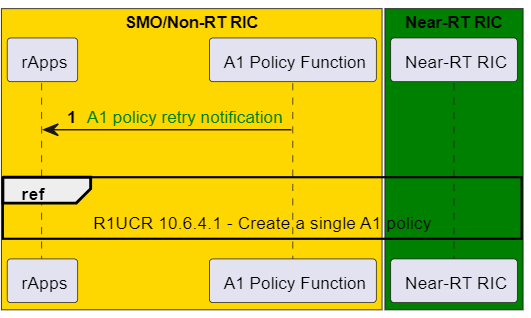 SMO/Non-RT RIC
Near-RT RIC
rApps
A1 Policy Function
Near-RT RIC
1 A1 policy retry notification
ref
R1UCR 10.6.4.1 - Create a single A1 policy
rApps
A1 Policy Function
Near-RT RIC